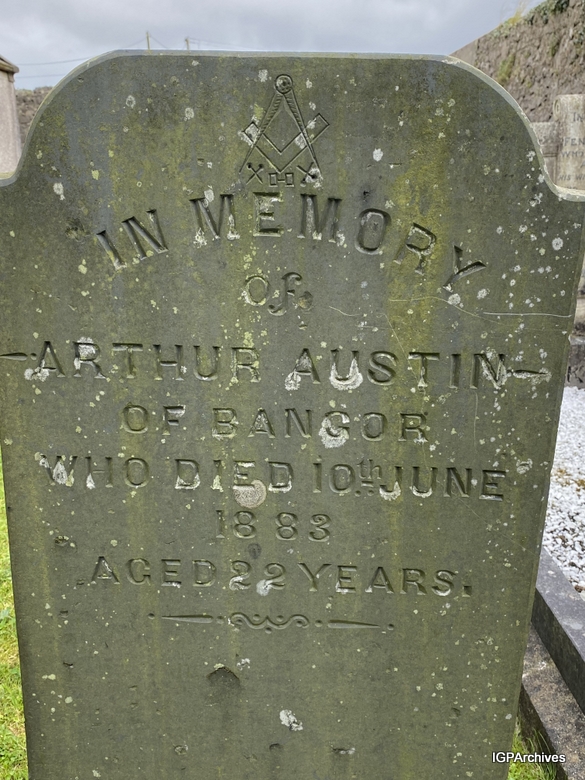 IN MEMORY
Of
ARTHUR AUSTIN
OF BANGOR
WHO DIED 10th JUNE
1883
AGED 22 YEARS.
IGPArchives